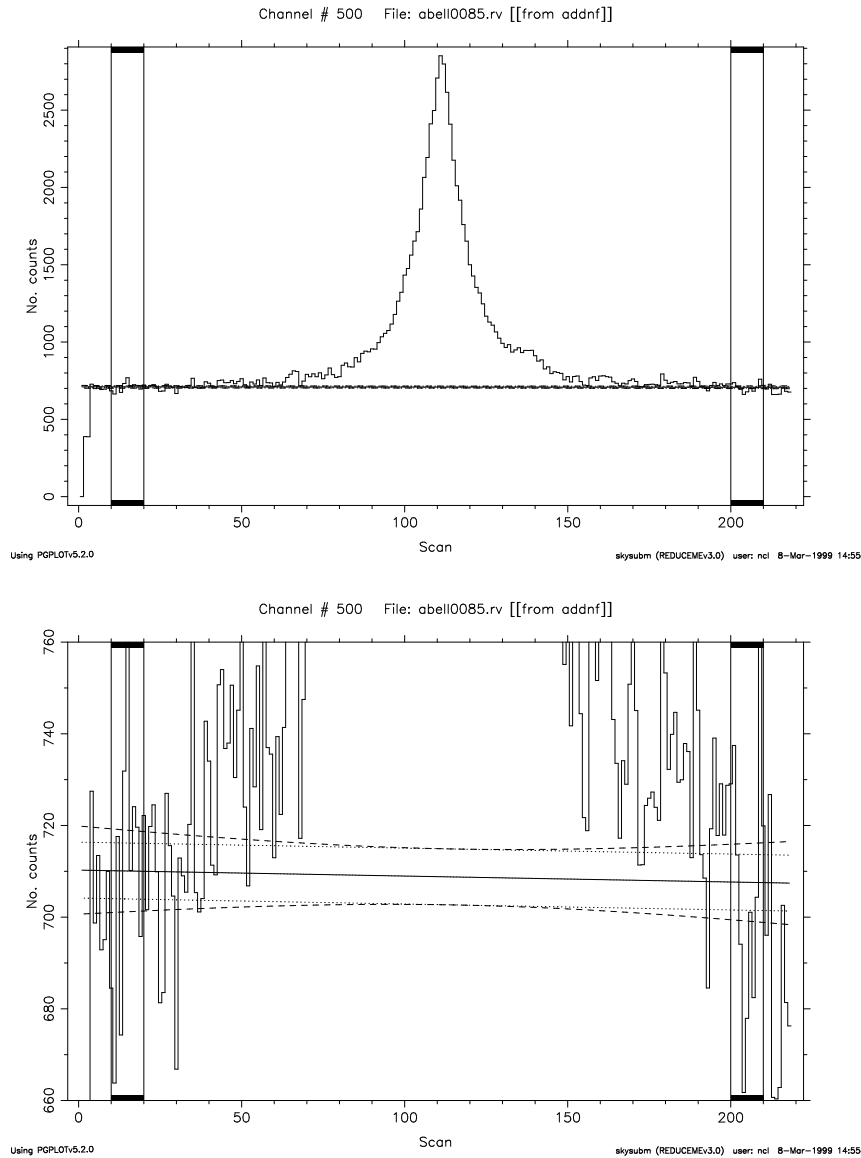 Channel # 500 File: abell0085.rv [[from addnf]]
2500
2000
1500
1000
500
0
No. counts
0 50 100 150 200
Scan
Using PGPLOTv5.2.0 skysubm (REDUCEMEv3.0) user: ncl 8-Mar-1999 14:55
Channel # 500 File: abell0085.rv [[from addnf]]
760
740
720
700
680
660
No. counts
0 50 100 150 200
Scan
Using PGPLOTv5.2.0 skysubm (REDUCEMEv3.0) user: ncl 8-Mar-1999 14:55